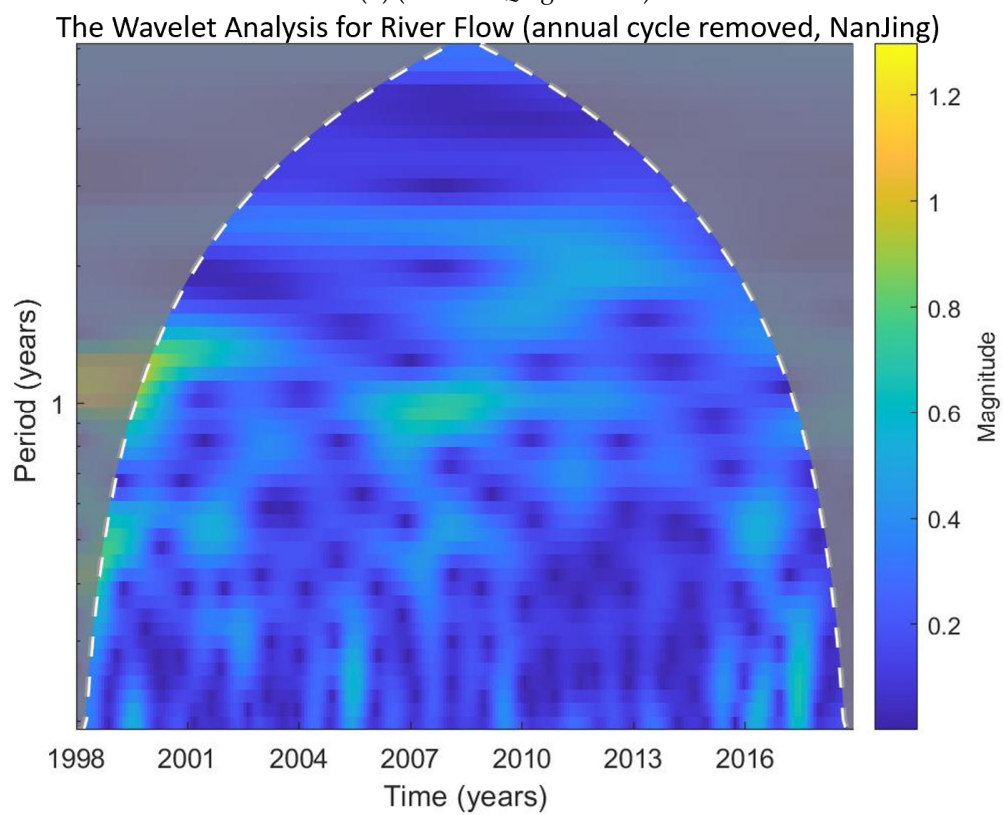 The Wavelet Analysis for River Flow (annual cycle removed, NanJing)
Period (years)
1
1998 2001 2004 2007 2010 2013 2016
Time (years)
1.2
1
0.8
0.6
0.4
0.2
Magnitude